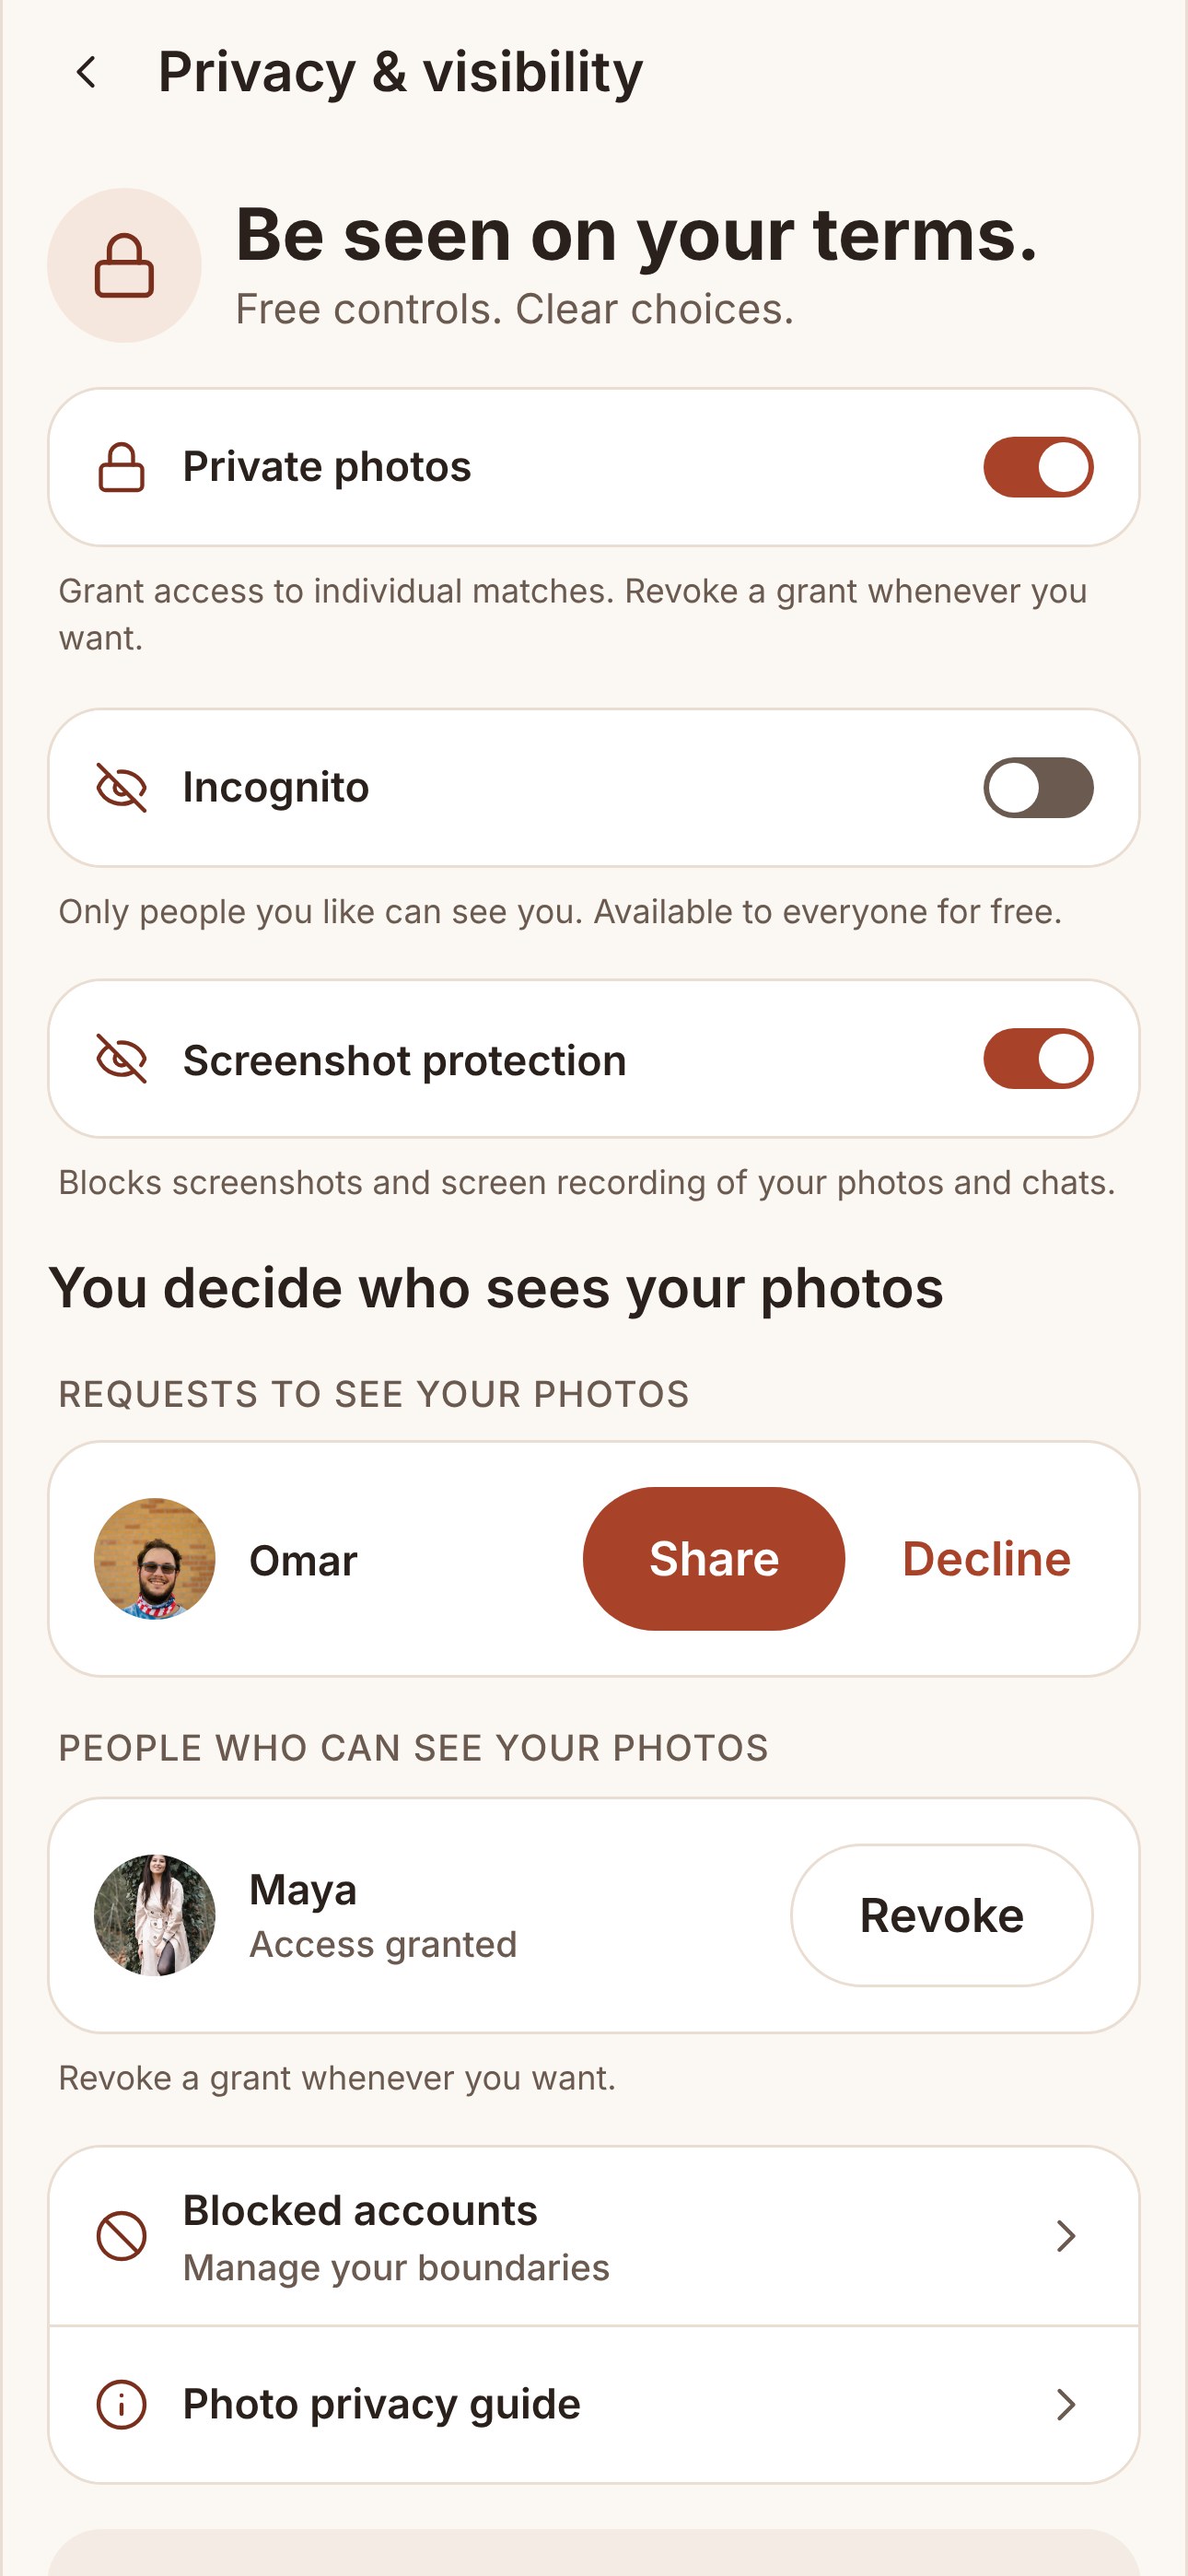 Privacy & visibility
Be seen on your terms.
Free controls. Clear choices.
Private photos
Grant access to individual matches. Revoke a grant whenever you
want.
Incognito
Only people you like can see you. Available to everyone for free.
Screenshot protection
Blocks screenshots and screen recording of your photos and chats.
You decide who sees your photos
REQUESTS TO SEE YOUR PHOTOS
Omar
Share
Decline
PEOPLE WHO CAN SEE YOUR PHOTOS
Maya
Access granted
Revoke
Revoke a grant whenever you want.
Blocked accounts
Manage your boundaries
Photo privacy guide